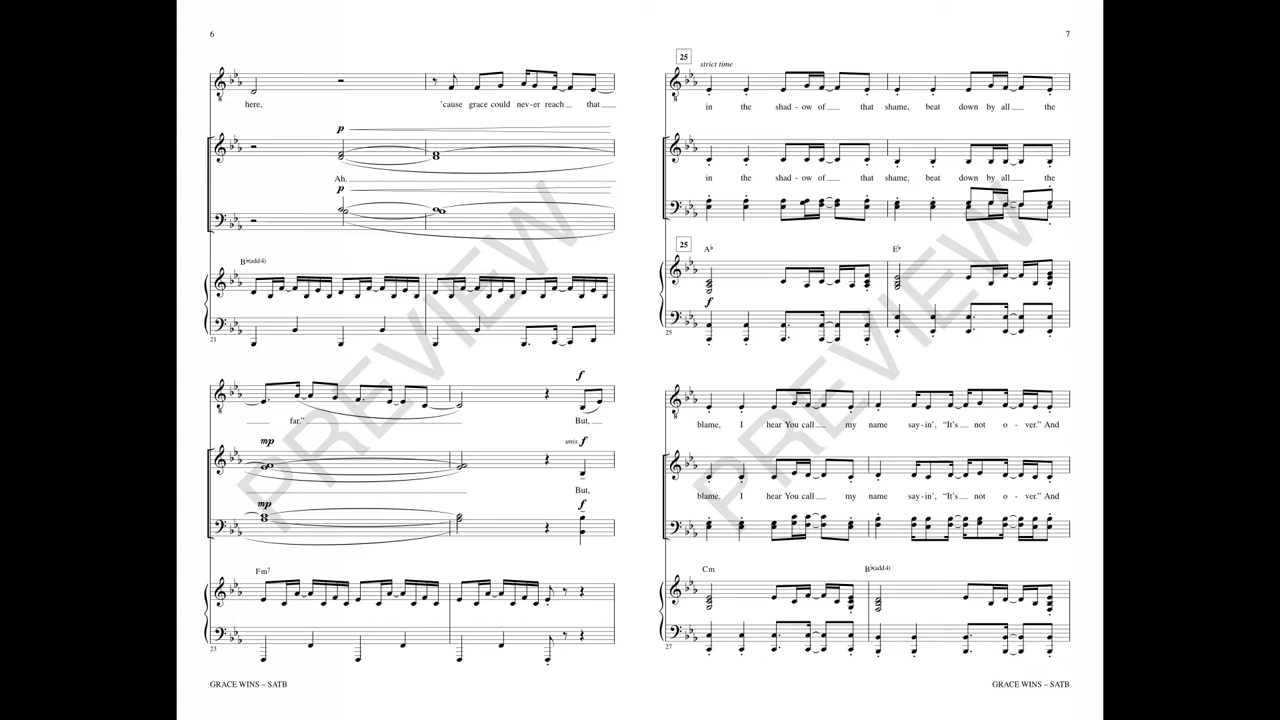 6
here, 'cause grace could nev-er reach that
p
Ah.
p
B♭(add4)
21
f
far." But,
mp unis. f
But,
mp f
Fm7
23
GRACE WINS – SATB
7
25
strict time
in the shad - ow of that shame, beat down by all the
in the shad - ow of that shame, beat down by all the
25
A♭ E♭
f
25
blame, I hear You call my name say-in', "It's not o - ver." And
blame, I hear You call my name say-in', "It's not o - ver." And
Cm B♭(add4)
27
GRACE WINS – SATB
PREVIEW
PREVIEW